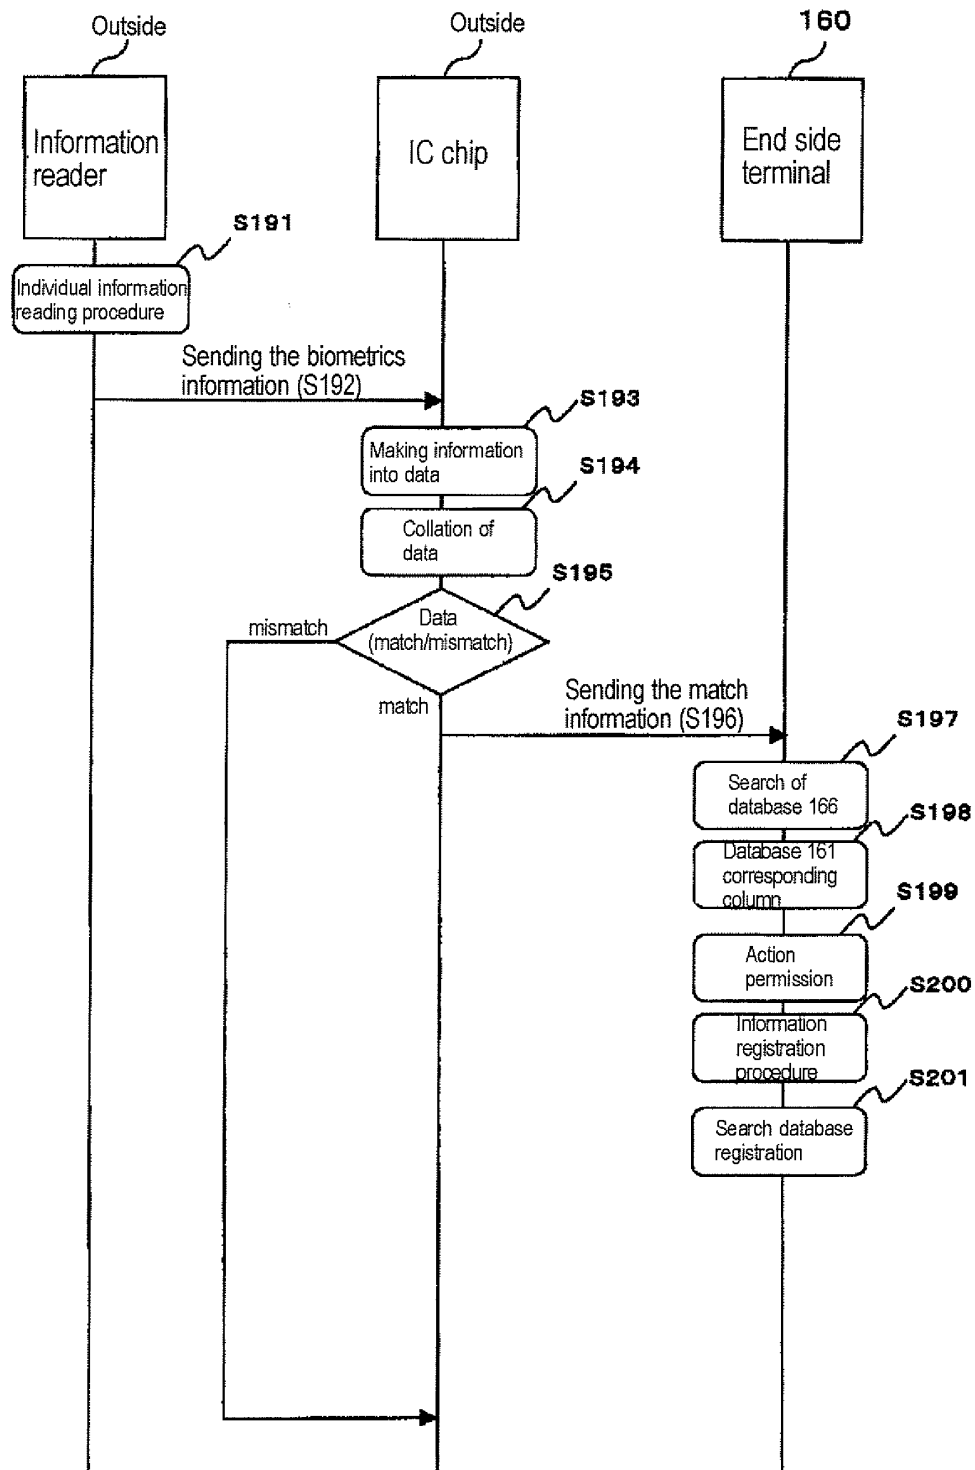 Outside
Outside
160
Information
reader
IC chip
End side
terminal
S191
Individual information
reading procedure
Sending the biometrics
information (S192)
S193
Making information
into data
S194
Collation of
data
S195
Data
(match/mismatch)
mismatch
match
Sending the match
information (S196)
S197
Search of
database 166
S198
Database 161
corresponding
column
S199
Action
permission
S200
Information
registration
procedure
S201
Search database
registration